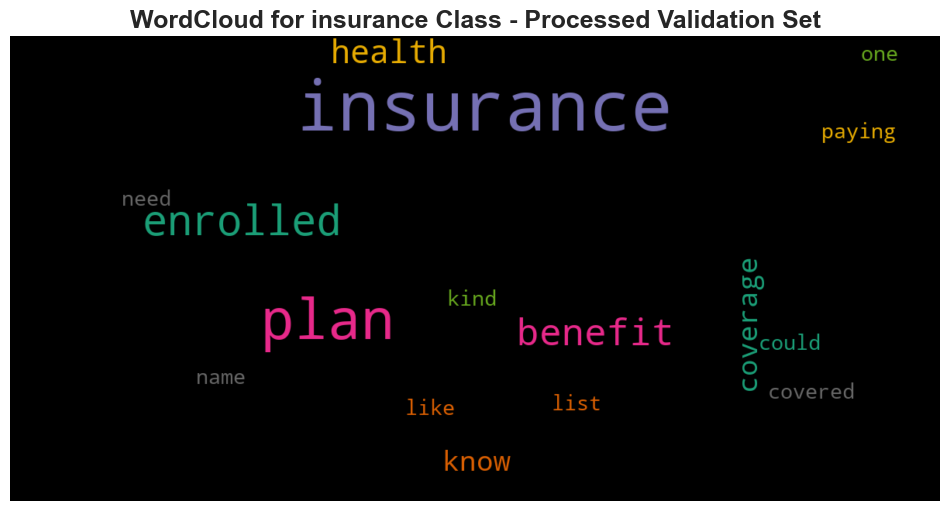 WordCloud for insurance Class - Processed Validation Set
health
one
insurance
paying
need
enrolled
coverage
kind
plan
benefit
could
name
covered
like
list
know